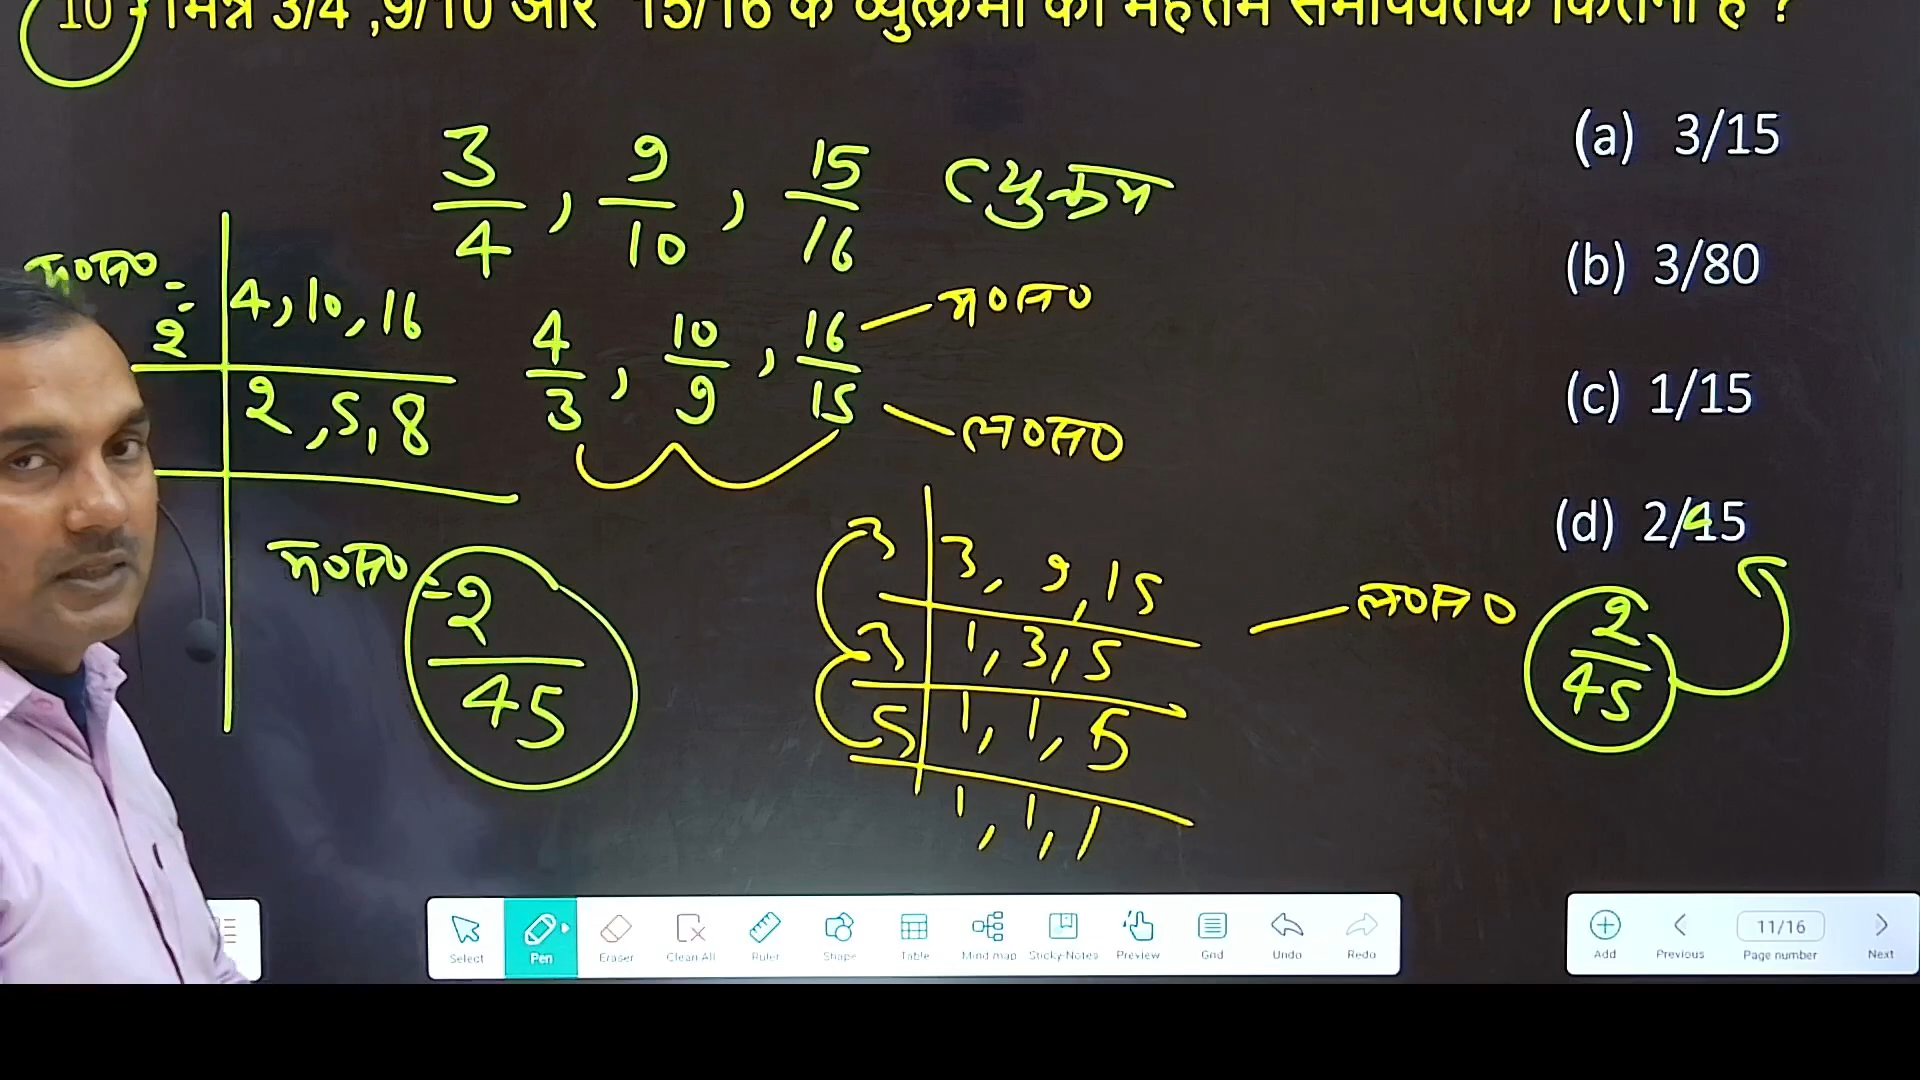 10 भिन्न 3/4 ,9/10 और 15/16 के व्युत्क्रमों का महत्तम समापवर्तक कितना है ?
(a) 3/15
(b) 3/80
(c) 1/15
(d) 2/45
3/4 , 9/10 , 15/16 व्युत्क्रम
4/3 , 10/9 , 16/15
म०स०
ल०स०
म०स० =
2 | 4, 10, 16
2, 5, 8
म०स० = 2/45
3 | 3, 9, 15
3 | 1, 3, 5
5 | 1, 1, 5
1, 1, 1
ल०स०
2/45
Select Pen Eraser Clean All Ruler Shape Table Mind map Sticky-Notes Preview Grid Undo Redo
11/16
Add Previous Page number Next